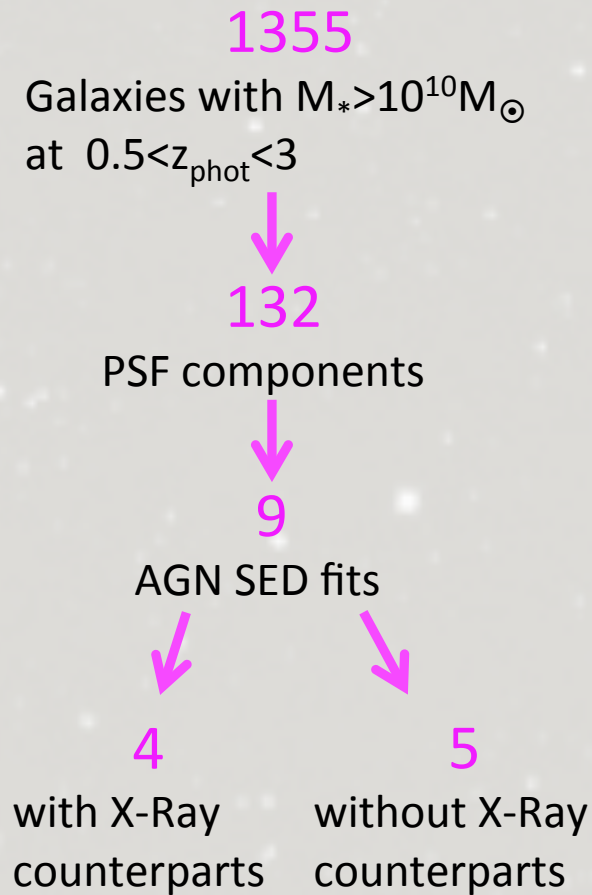 1355
Galaxies with M*>10¹⁰M☉
at 0.5<z_phot<3
132
PSF components
9
AGN SED fits
4
5
with X-Ray
counterparts
without X-Ray
counterparts